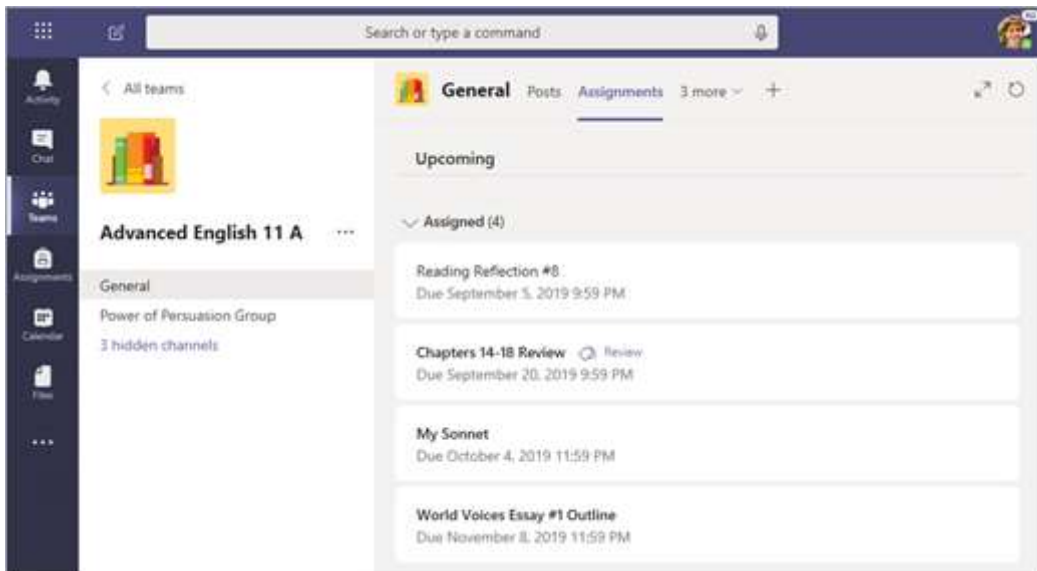 Search or type a command
Activity
Chat
Teams
Assignments
Calendar
Files
All teams
Advanced English 11 A
General
Power of Persuasion Group
3 hidden channels
General Posts Assignments 3 more
Upcoming
Assigned (4)
Reading Reflection #8
Due September 5, 2019 9:59 PM
Chapters 14-18 Review Review
Due September 20, 2019 9:59 PM
My Sonnet
Due October 4, 2019 11:59 PM
World Voices Essay #1 Outline
Due November 8, 2019 11:59 PM